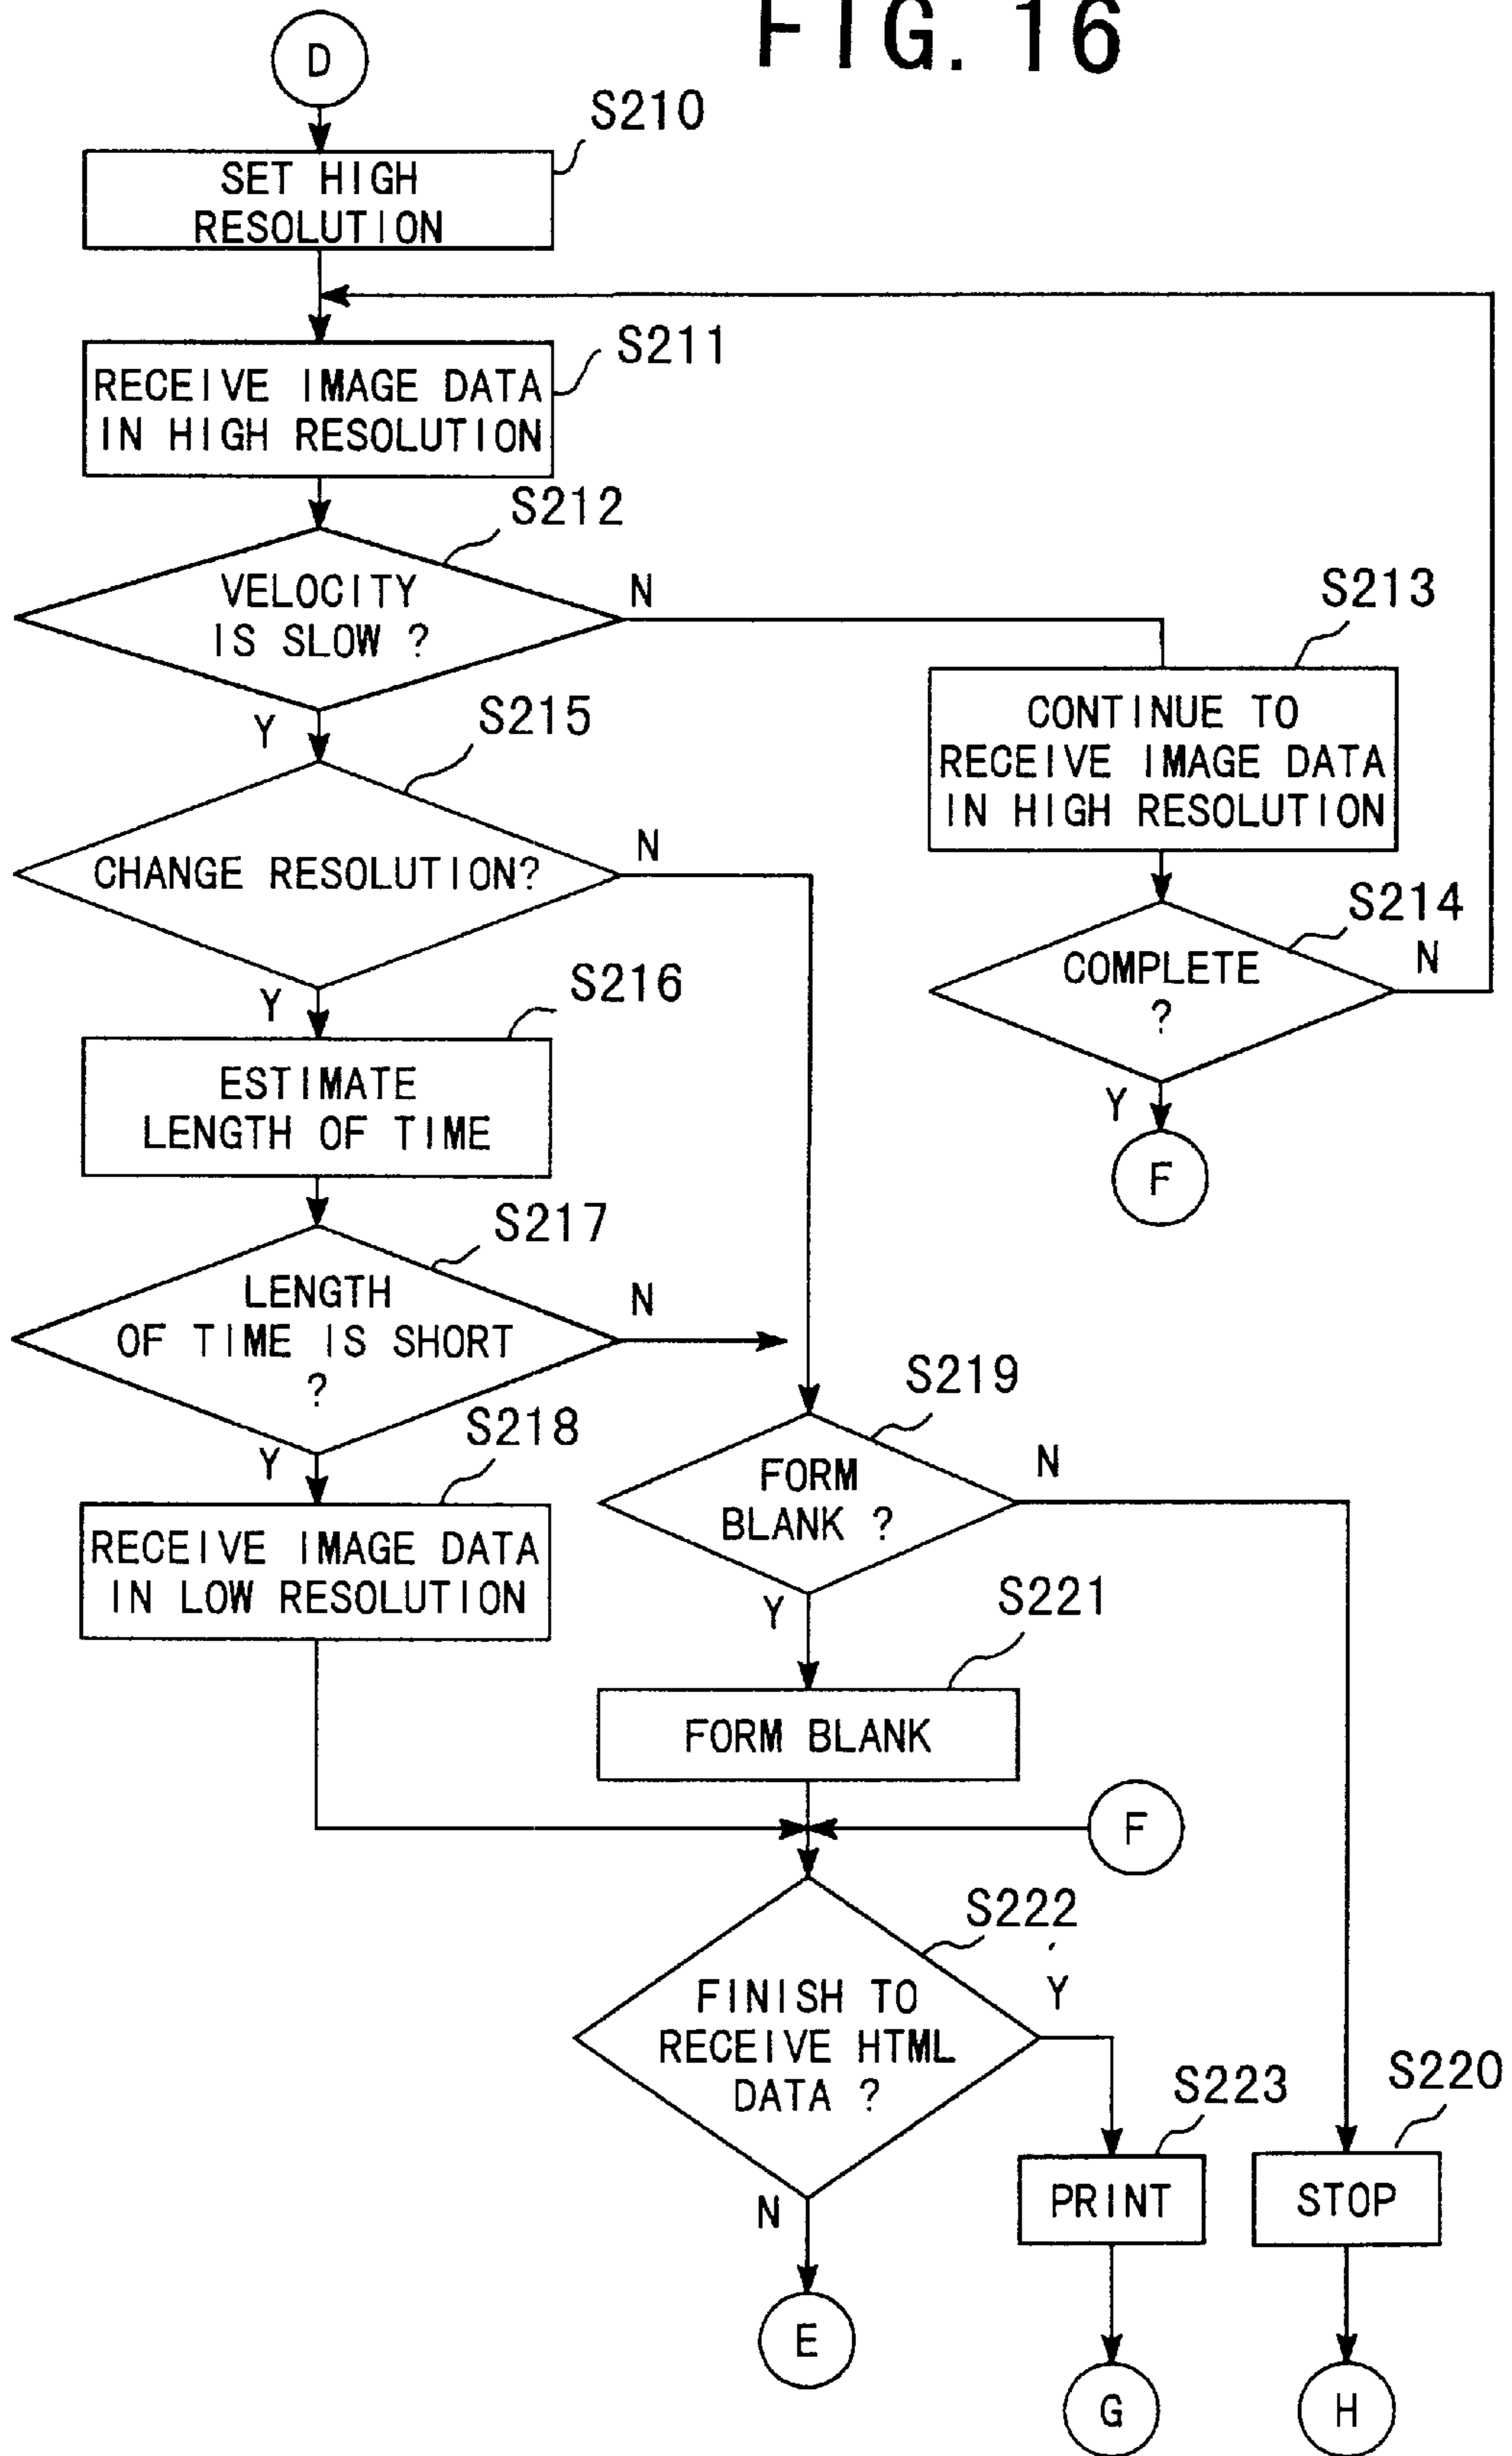 FIG. 16
D
S210
SET HIGH
RESOLUTION
S211
RECEIVE IMAGE DATA
IN HIGH RESOLUTION
S212
VELOCITY
IS SLOW ?
N
Y
S213
CONTINUE TO
RECEIVE IMAGE DATA
IN HIGH RESOLUTION
S214
COMPLETE
?
N
Y
F
S215
CHANGE RESOLUTION?
N
Y
S216
ESTIMATE
LENGTH OF TIME
S217
LENGTH
OF TIME IS SHORT
?
N
Y
S218
RECEIVE IMAGE DATA
IN LOW RESOLUTION
S219
FORM
BLANK ?
N
Y
S221
FORM BLANK
F
S222
FINISH TO
RECEIVE HTML
DATA ?
Y
N
S223
PRINT
S220
STOP
E
G
H